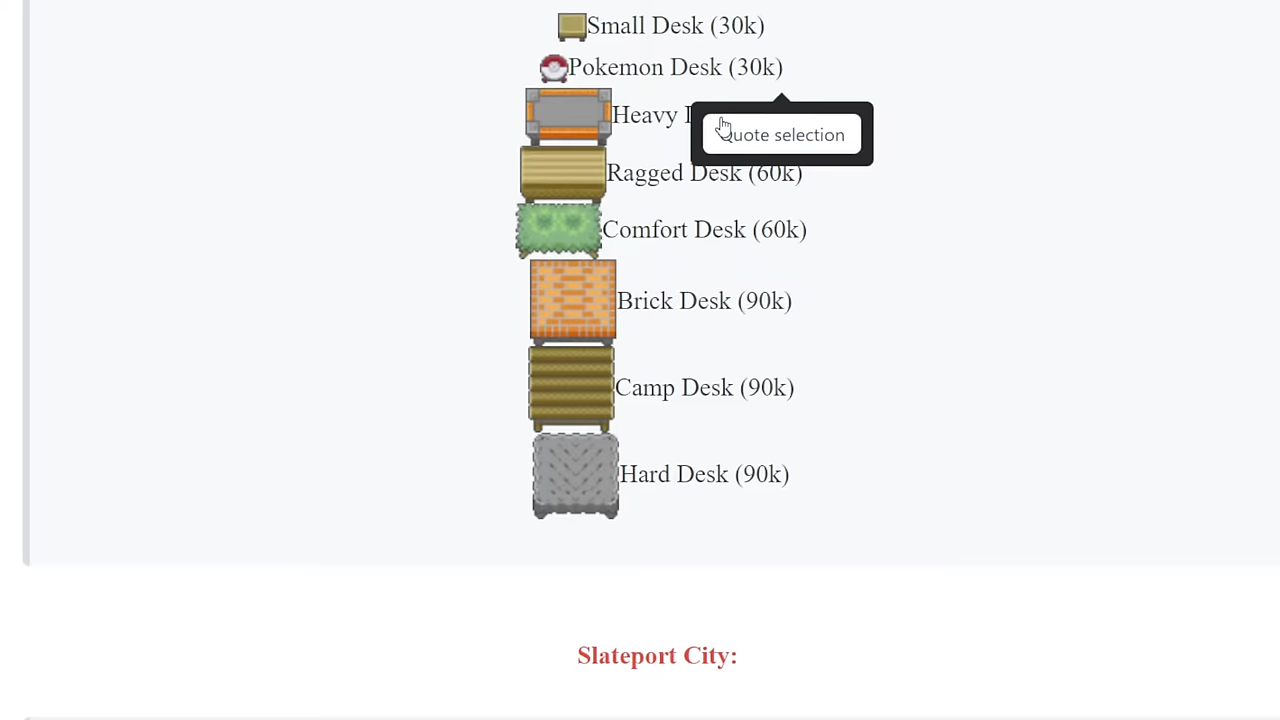 Small Desk (30k)
Pokemon Desk (30k)
Heavy
Quote selection
Ragged Desk (60k)
Comfort Desk (60k)
Brick Desk (90k)
Camp Desk (90k)
Hard Desk (90k)
Slateport City: